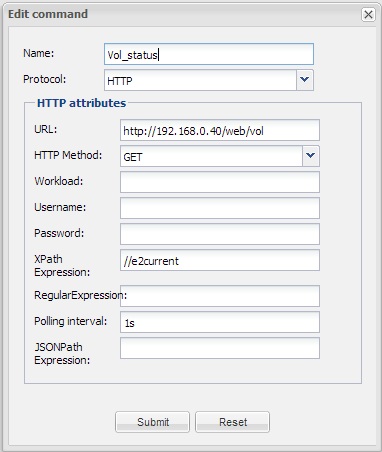 Edit command
Name: Vol_status
Protocol: HTTP
HTTP attributes
URL: http://192.168.0.40/web/vol
HTTP Method: GET
Workload:
Username:
Password:
XPath
Expression: //e2current
RegularExpression:
Polling interval: 1s
JSONPath
Expression:
Submit Reset